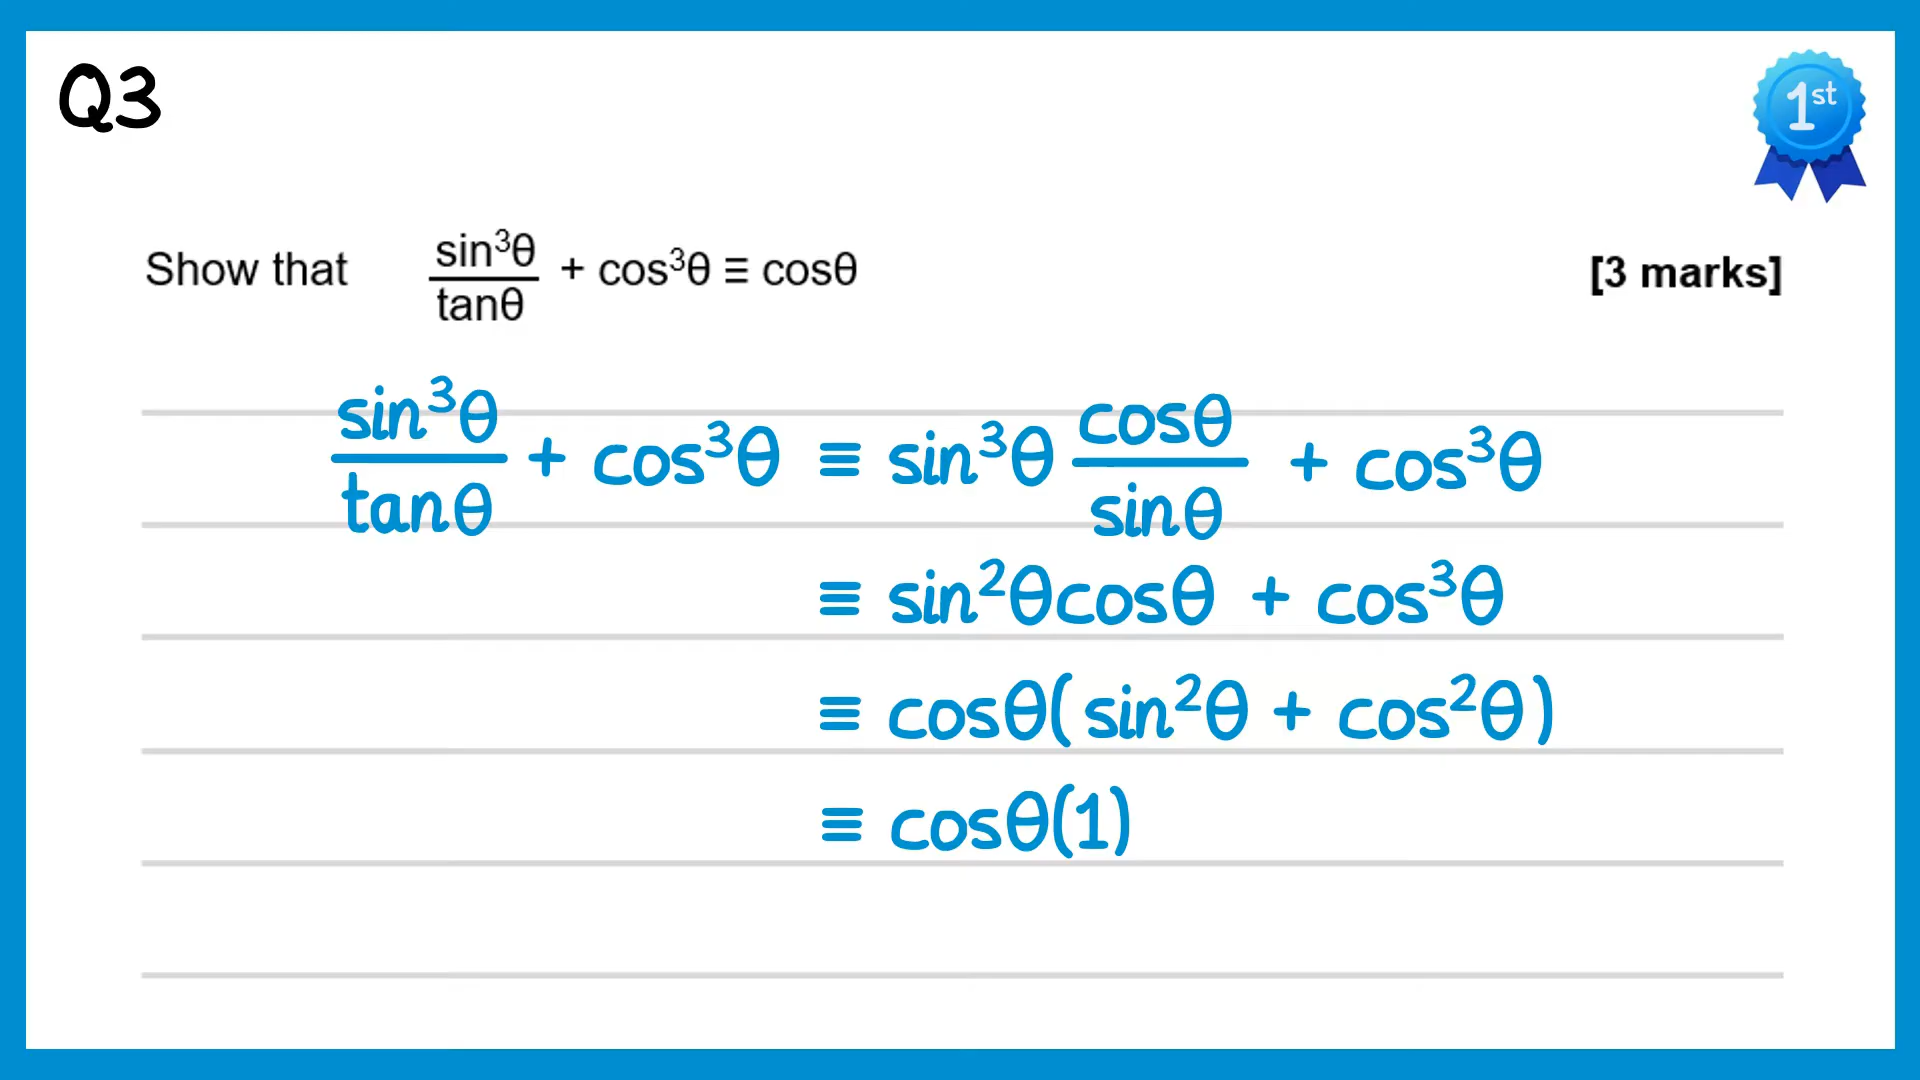 Q3
1st
Show that sin³θ/tanθ + cos³θ ≡ cosθ [3 marks]
sin³θ/tanθ + cos³θ ≡ sin³θ cosθ/sinθ + cos³θ
≡ sin²θcosθ + cos³θ
≡ cosθ(sin²θ + cos²θ)
≡ cosθ(1)